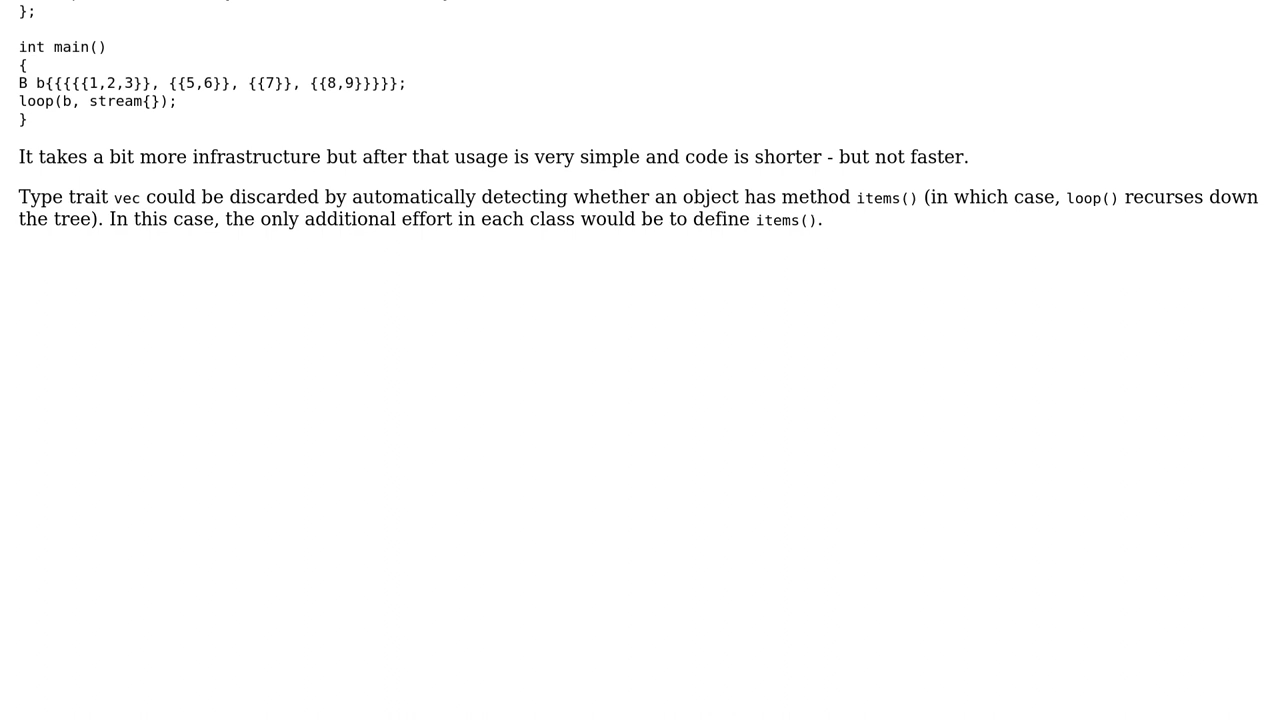 };
int main()
{
B b{{{{{1,2,3}}, {{5,6}}, {{7}}, {{8,9}}}}};
loop(b, stream{});
}
It takes a bit more infrastructure but after that usage is very simple and code is shorter - but not faster.
Type trait vec could be discarded by automatically detecting whether an object has method items() (in which case, loop() recurses down
the tree). In this case, the only additional effort in each class would be to define items().